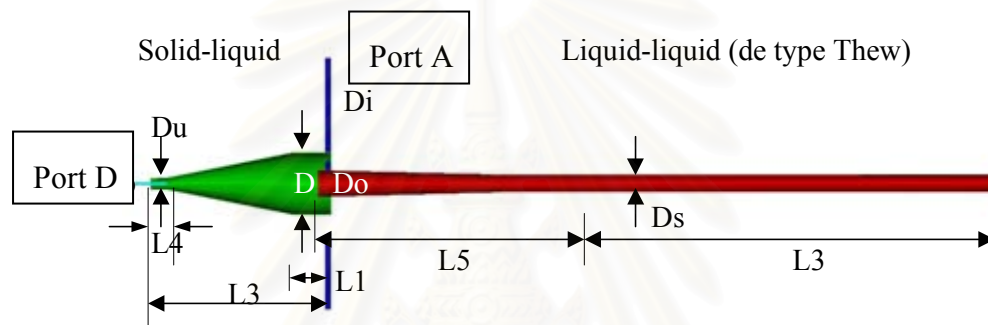 Solid-liquid
Port A
Liquid-liquid (de type Thew)
Di
Du
Port D
D
Do
Ds
L4
L5
L3
L1
L3